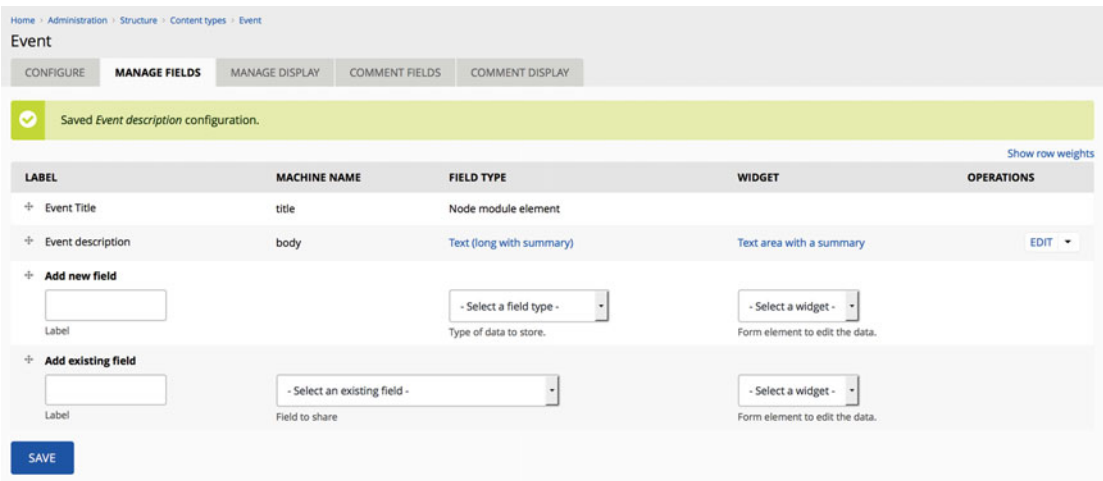 Home › Administration › Structure › Content types › Event
Event
CONFIGURE MANAGE FIELDS MANAGE DISPLAY COMMENT FIELDS COMMENT DISPLAY
Saved Event description configuration.
Show row weights
LABEL MACHINE NAME FIELD TYPE WIDGET OPERATIONS
Event Title title Node module element
Event description body Text (long with summary) Text area with a summary EDIT
Add new field
- Select a field type - - Select a widget -
Label Type of data to store. Form element to edit the data.
Add existing field
- Select an existing field - - Select a widget -
Label Field to share Form element to edit the data.
SAVE